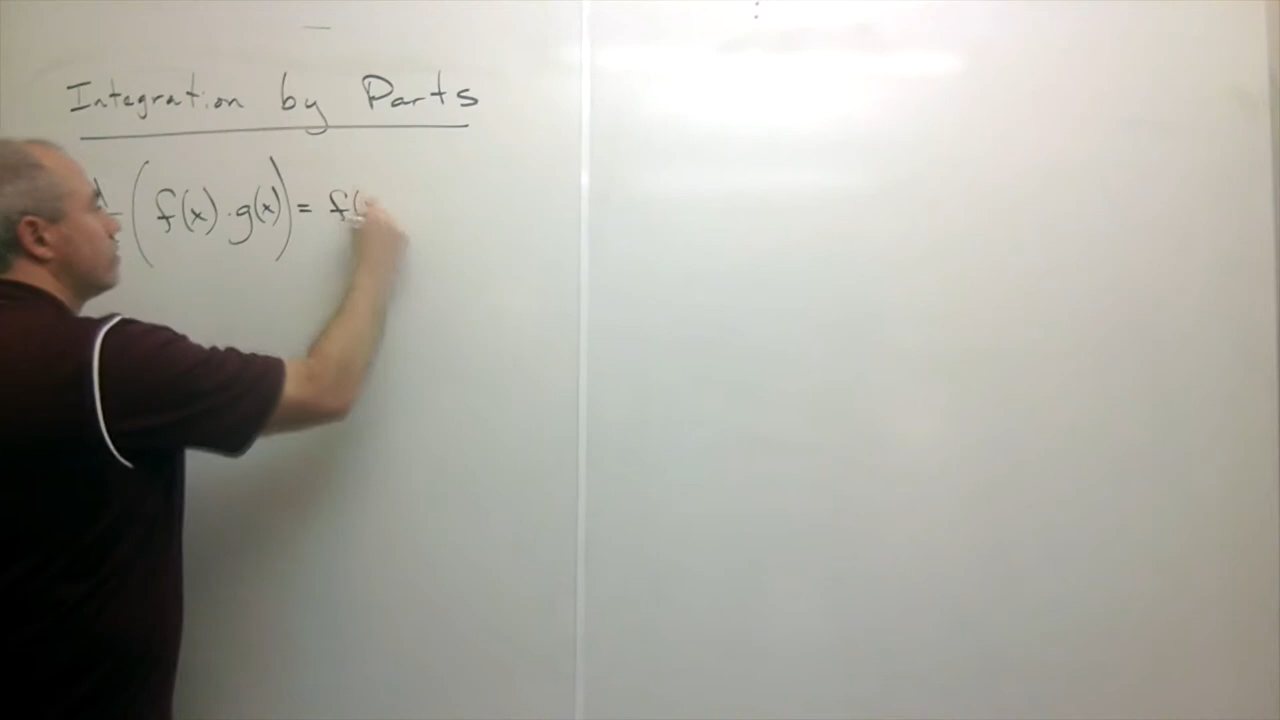 Integration by Parts
d (f(x) · g(x)) = f(x